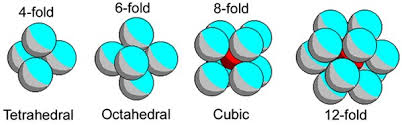 4-fold
6-fold
8-fold
Tetrahedral
Octahedral
Cubic
12-fold